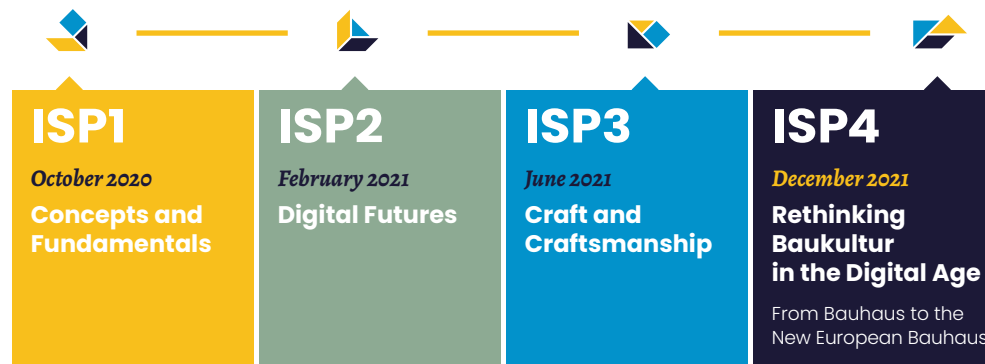 ISP1
October 2020
Concepts and
Fundamentals
ISP2
February 2021
Digital Futures
ISP3
June 2021
Craft and
Craftsmanship
ISP4
December 2021
Rethinking
Baukultur
in the Digital Age
From Bauhaus to the
New European Bauhaus